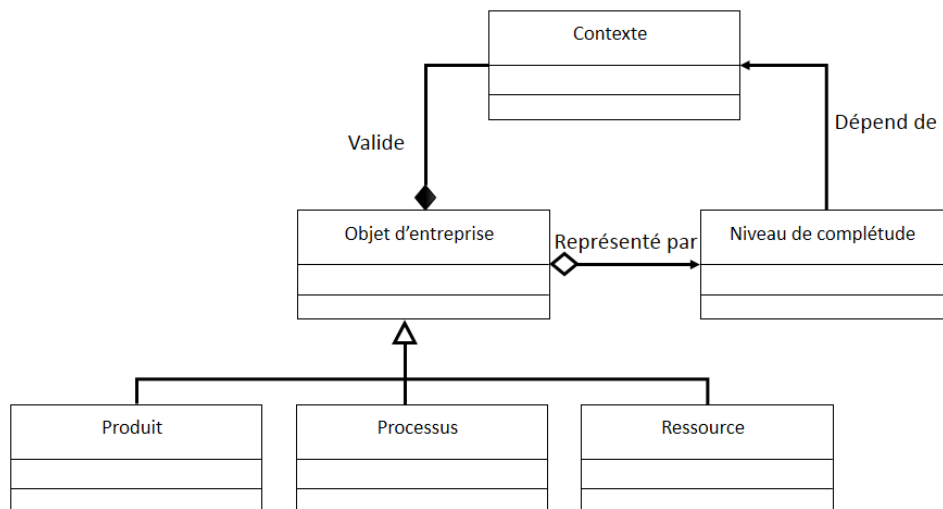 Contexte
Valide
Dépend de
Objet d'entreprise
Représenté par
Niveau de complétude
Produit
Processus
Ressource